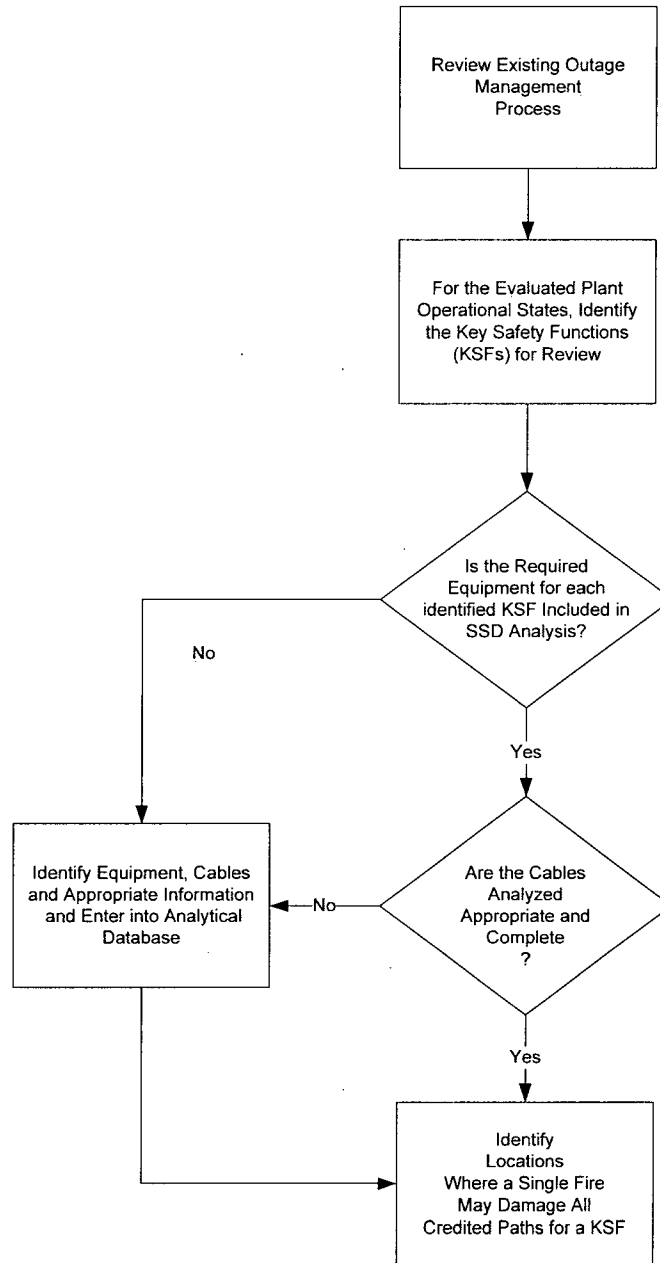 Review Existing Outage
Management
Process
For the Evaluated Plant
Operational States, Identify
the Key Safety Functions
(KSFs) for Review
Is the Required
Equipment for each
identified KSF Included in
SSD Analysis?
No
Yes
Identify Equipment, Cables
and Appropriate Information
and Enter into Analytical
Database
No
Are the Cables
Analyzed
Appropriate and
Complete
?
Yes
Identify
Locations
Where a Single Fire
May Damage All
Credited Paths for a KSF